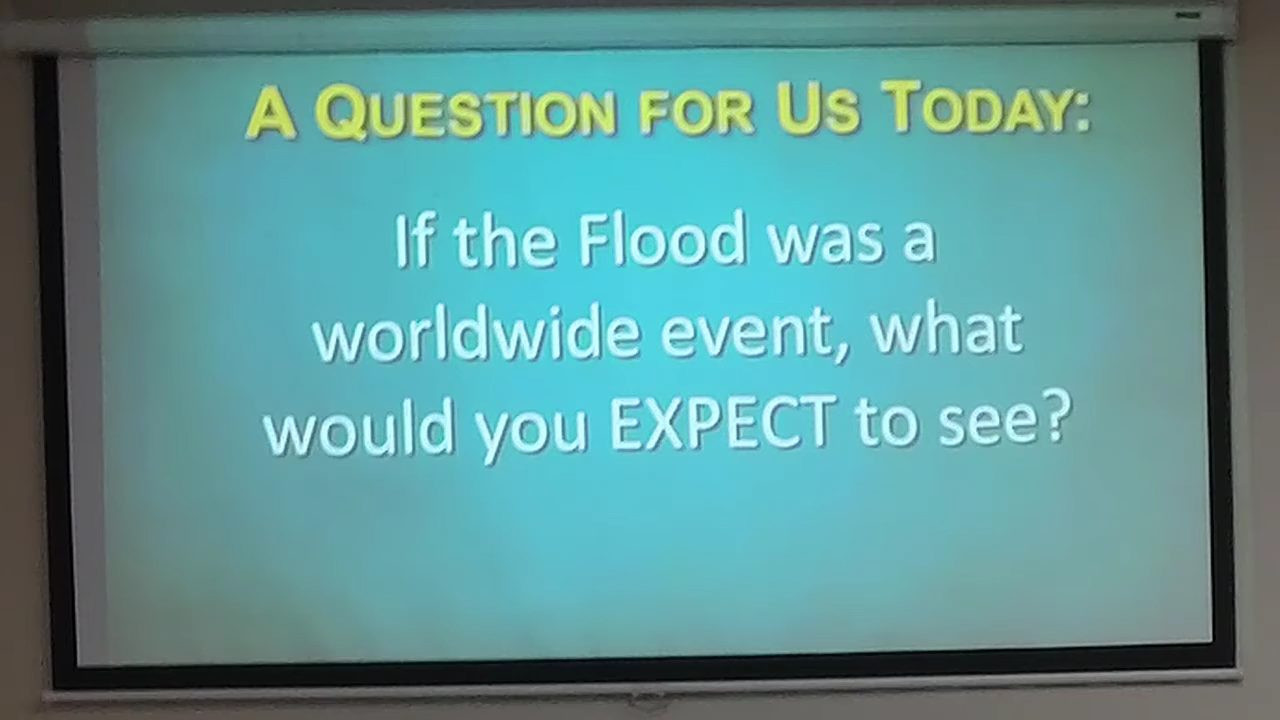 A QUESTION FOR US TODAY:
If the Flood was a
worldwide event, what
would you EXPECT to see?